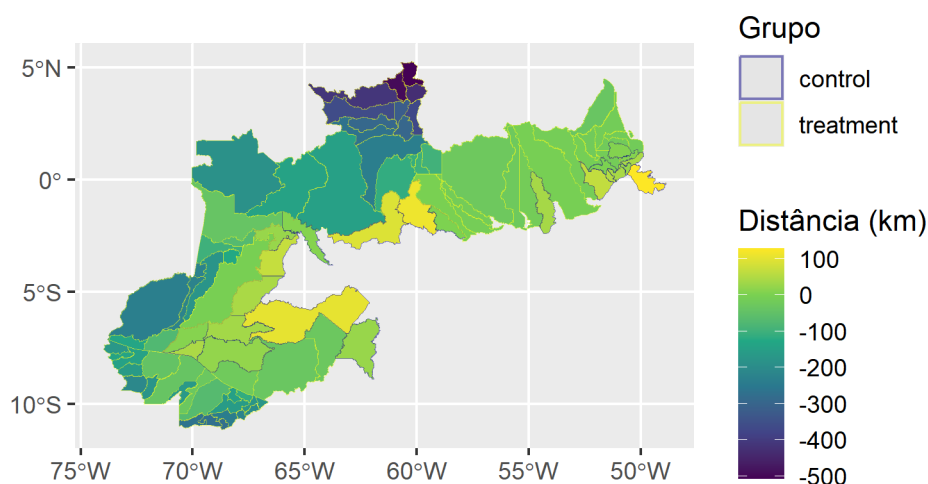 5°N
0°
5°S
10°S
75°W 70°W 65°W 60°W 55°W 50°W
Grupo
control
treatment
Distância (km)
100
0
-100
-200
-300
-400
-500